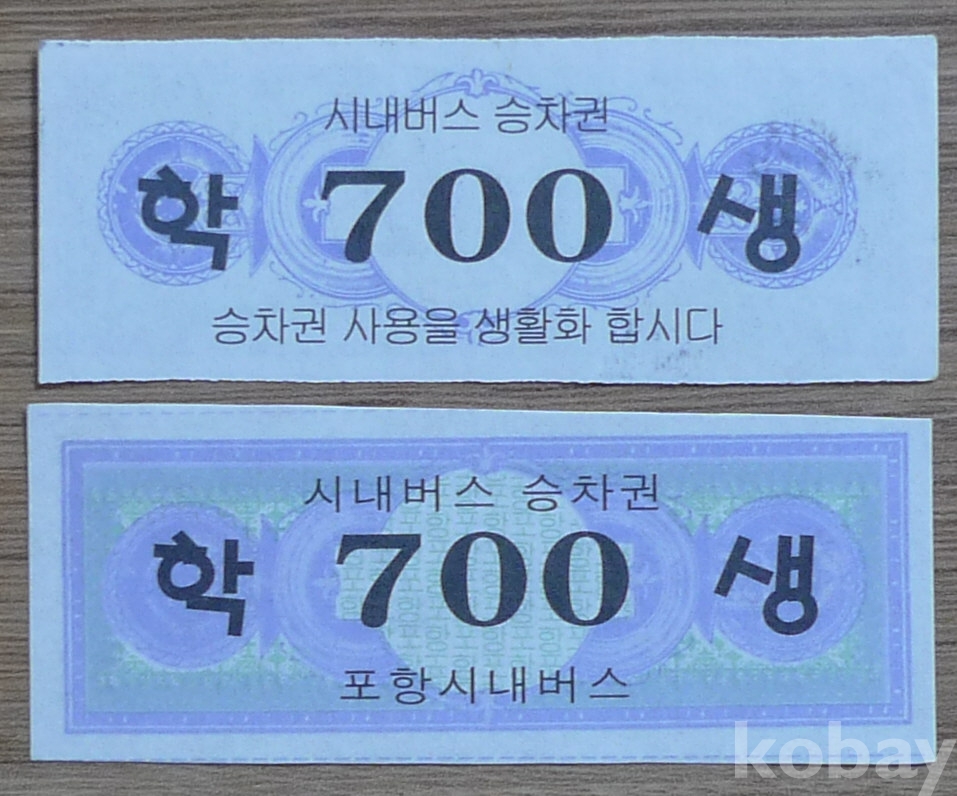 시내버스 승차권
학 700 생
승차권 사용을 생활화 합시다
시내버스 승차권
학 700 생
포항시내버스
kobay